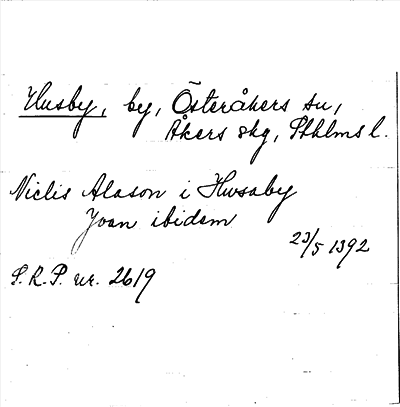 Husby, by, Österåkers sn,
Åkers skg, Sthlms l.
Niclis Alason i Hwsaby
Joan ibidem
23/5 1392
S.R.P. nr. 2619